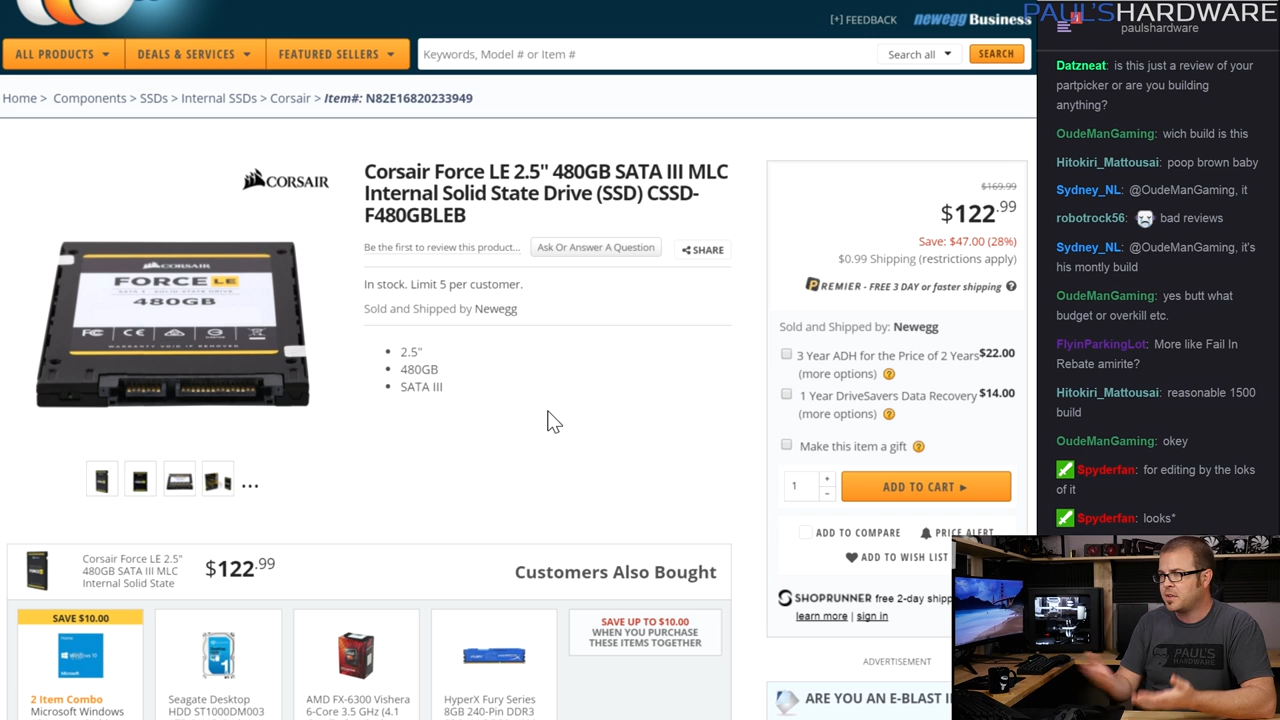 PAUL'SHARDWARE
[+] FEEDBACK
newegg Business
1
paulshardware
ALL PRODUCTS
DEALS & SERVICES
FEATURED SELLERS
Keywords, Model # or Item #
Search all
SEARCH
Home > Components > SSDs > Internal SSDs > Corsair > Item#: N82E16820233949
CORSAIR
Corsair Force LE 2.5" 480GB SATA III MLC
Internal Solid State Drive (SSD) CSSD-
F480GBLEB
Be the first to review this product...
Ask Or Answer A Question
SHARE
In stock. Limit 5 per customer.
Sold and Shipped by Newegg
• 2.5"
• 480GB
• SATA III
CORSAIR
FORCE LE
480GB
WARRANTY VOID IF REMOVED
...
$169.99
$122.99
Save: $47.00 (28%)
$0.99 Shipping (restrictions apply)
PREMIER - FREE 3 DAY or faster shipping ?
Sold and Shipped by: Newegg
3 Year ADH for the Price of 2 Years $22.00
(more options) ?
1 Year DriveSavers Data Recovery $14.00
(more options) ?
Make this item a gift ?
1
+
-
ADD TO CART ►
ADD TO COMPARE
PRICE ALERT
ADD TO WISH LIST
SHOPRUNNER free 2-day shipp
learn more | sign in
ADVERTISEMENT
ARE YOU AN E-BLAST I
Corsair Force LE 2.5"
480GB SATA III MLC
Internal Solid State
$122.99
Customers Also Bought
SAVE $10.00
2 Item Combo
Microsoft Windows
Seagate Desktop
HDD ST1000DM003
AMD FX-6300 Vishera
6-Core 3.5 GHz (4.1
HyperX Fury Series
8GB 240-Pin DDR3
SAVE UP TO $10.00
WHEN YOU PURCHASE
THESE ITEMS TOGETHER
Datzneat: is this just a review of your
partpicker or are you building
anything?
OudeManGaming: wich build is this
Hitokiri_Mattousai: poop brown baby
Sydney_NL: @OudeManGaming, it
robotrock56: bad reviews
Sydney_NL: @OudeManGaming, it's
his montly build
OudeManGaming: yes butt what
budget or overkill etc.
FlyinParkingLot: More like Fail In
Rebate amirite?
Hitokiri_Mattousai: reasonable 1500
build
OudeManGaming: okey
Spyderfan: for editing by the loks
of it
Spyderfan: looks*
PAUL'S
HARDWARE